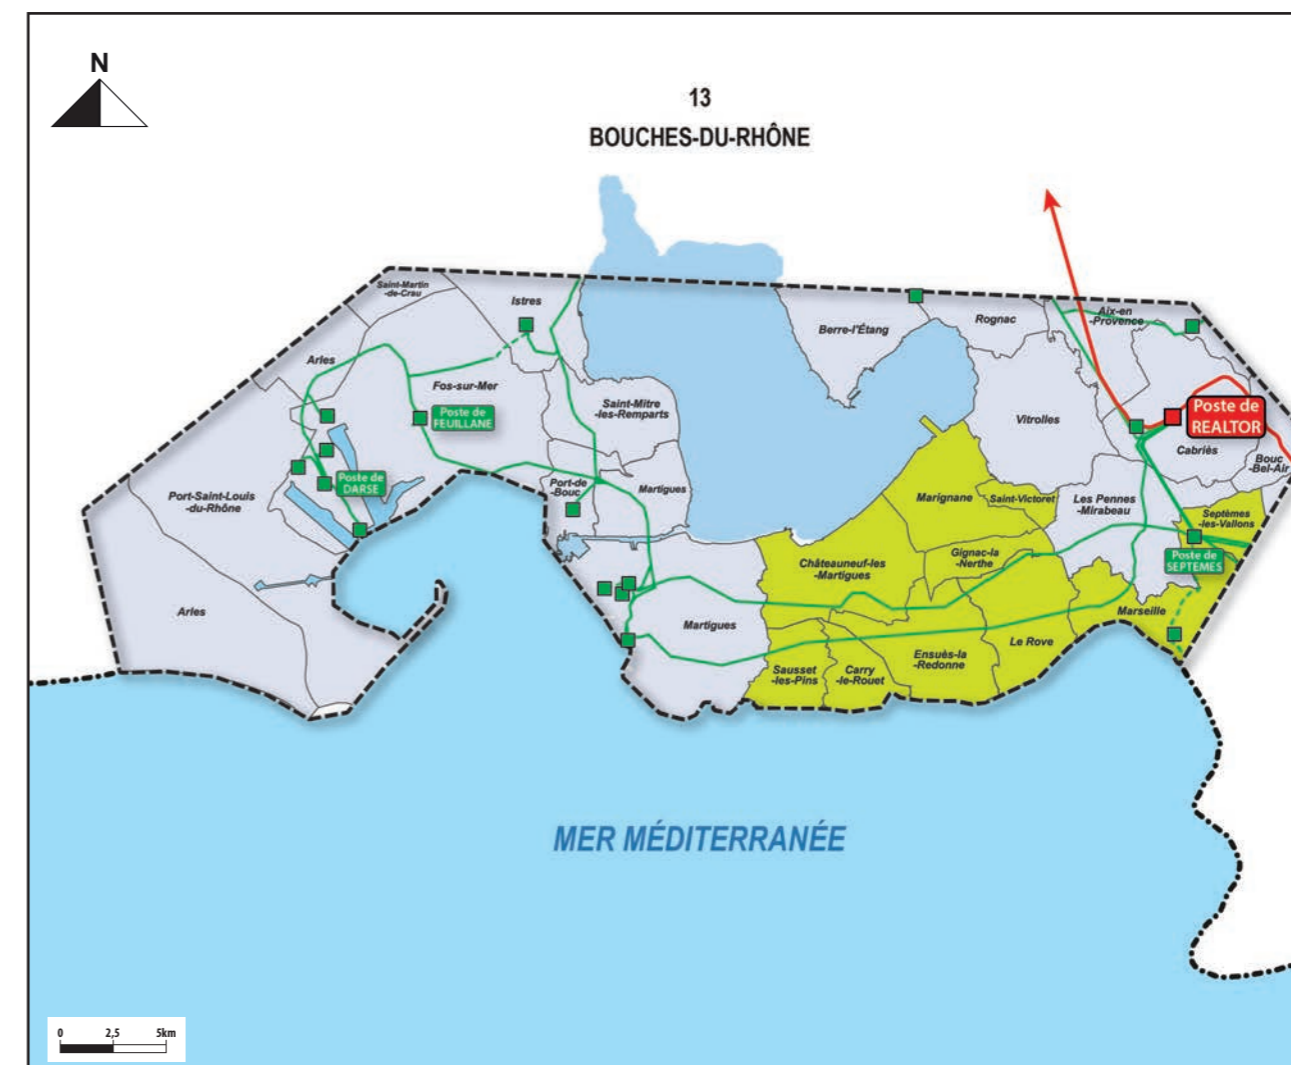 N
13
BOUCHES-DU-RHÔNE
Saint-Martin
-de-Crau
Istres
Berre-l'Étang
Rognac
Aix-en
-Provence
Arles
Fos-sur-Mer
Poste de
FEUILLANE
Saint-Mitre
-les-Remparts
Vitrolles
Poste de
REALTOR
Cabriès
Bouc
-Bel-Air
Poste de
DARSE
Port-Saint-Louis
-du-Rhône
Port-de
-Bouc
Martigues
Marignane
Saint-Victoret
Les Pennes
-Mirabeau
Septèmes
-les-Vallons
Poste de
SEPTEMES
Châteauneuf-les
-Martigues
Gignac-la
-Nerthe
Arles
Martigues
Marseille
Le Rove
Ensuès-la
-Redonne
Sausset
-les-Pins
Carry
-le-Rouet
MER MÉDITERRANÉE
0 2,5 5km